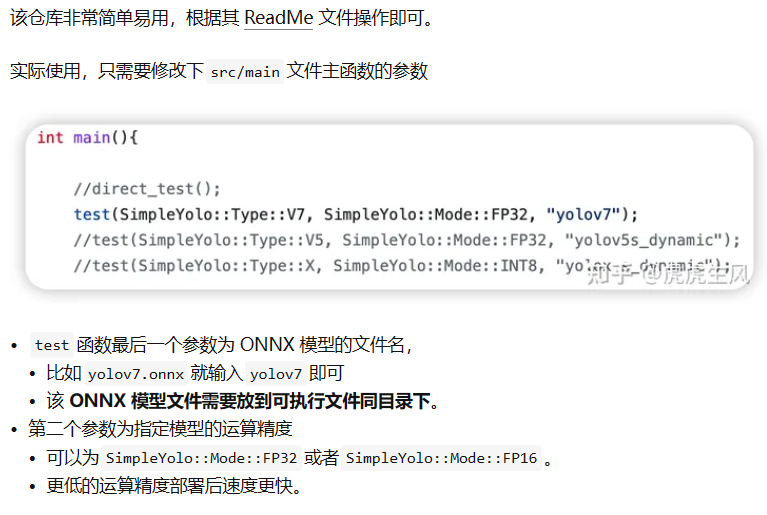 该仓库非常简单易用，根据其 ReadMe 文件操作即可。
实际使用，只需要修改下 src/main 文件主函数的参数
int main(){
//direct_test();
test(SimpleYolo::Type::V7, SimpleYolo::Mode::FP32, "yolov7");
//test(SimpleYolo::Type::V5, SimpleYolo::Mode::FP32, "yolov5s_dynamic");
//test(SimpleYolo::Type::X, SimpleYolo::Mode::INT8, "yolox_s_dynamic");
知乎 @虎虎生风
• test 函数最后一个参数为 ONNX 模型的文件名，
• 比如 yolov7.onnx 就输入 yolov7 即可
• 该 ONNX 模型文件需要放到可执行文件同目录下。
• 第二个参数为指定模型的运算精度
• 可以为 SimpleYolo::Mode::FP32 或者 SimpleYolo::Mode::FP16 。
• 更低的运算精度部署后速度更快。